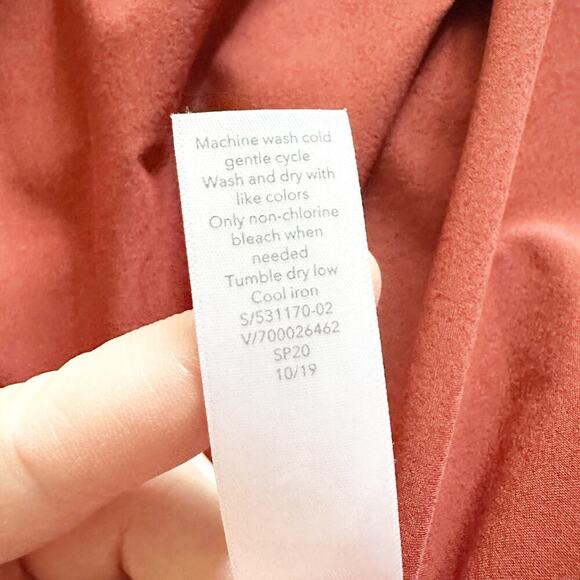 Machine wash cold
gentle cycle
Wash and dry with
like colors
Only non-chlorine
bleach when
needed
Tumble dry low
Cool iron
S/531170-02
V/700026462
SP20
10/19